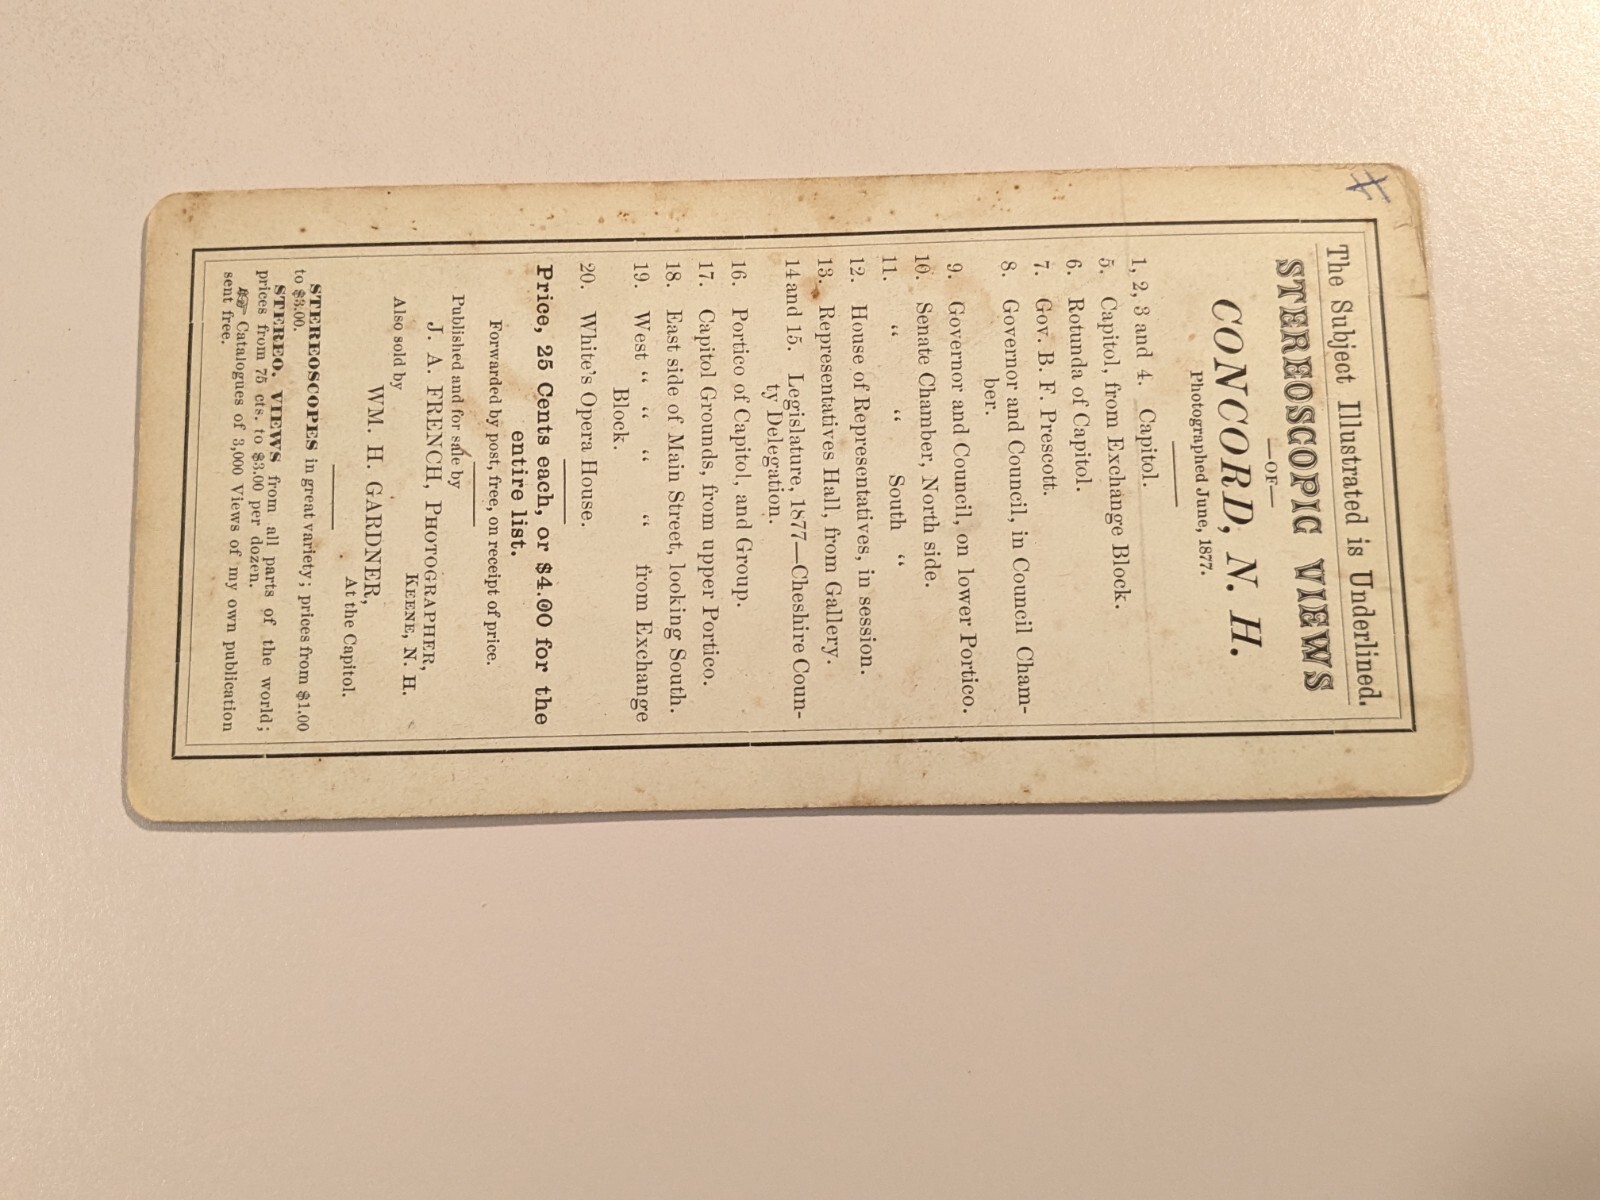 The Subject Illustrated is Underlined.
STEREOSCOPIC VIEWS
—OF—
CONCORD, N. H.
Photographed June, 1877.
1, 2, 3 and 4. Capitol.
5. Capitol, from Exchange Block.
6. Rotunda of Capitol.
7. Gov. B. F. Prescott.
8. Governor and Council, in Council Cham-
ber.
9. Governor and Council, on lower Portico.
10. Senate Chamber, North side.
11. " " South "
12. House of Representatives, in session.
13. Representatives Hall, from Gallery.
14 and 15. Legislature, 1877—Cheshire Coun-
ty Delegation.
16. Portico of Capitol, and Group.
17. Capitol Grounds, from upper Portico.
18. East side of Main Street, looking South.
19. West " " " " from Exchange
Block.
20. White's Opera House.
Price, 25 Cents each, or $4.00 for the
entire list.
Forwarded by post, free, on receipt of price.
Published and for sale by
J. A. FRENCH, PHOTOGRAPHER,
KEENE, N. H.
Also sold by
WM. H. GARDNER,
At the Capitol.
STEREOSCOPES in great variety; prices from $1.00
to $3.00.
STEREO. VIEWS from all parts of the world;
prices from 75 cts. to $3.00 per dozen.
☞ Catalogues of 3,000 Views of my own publication
sent free.